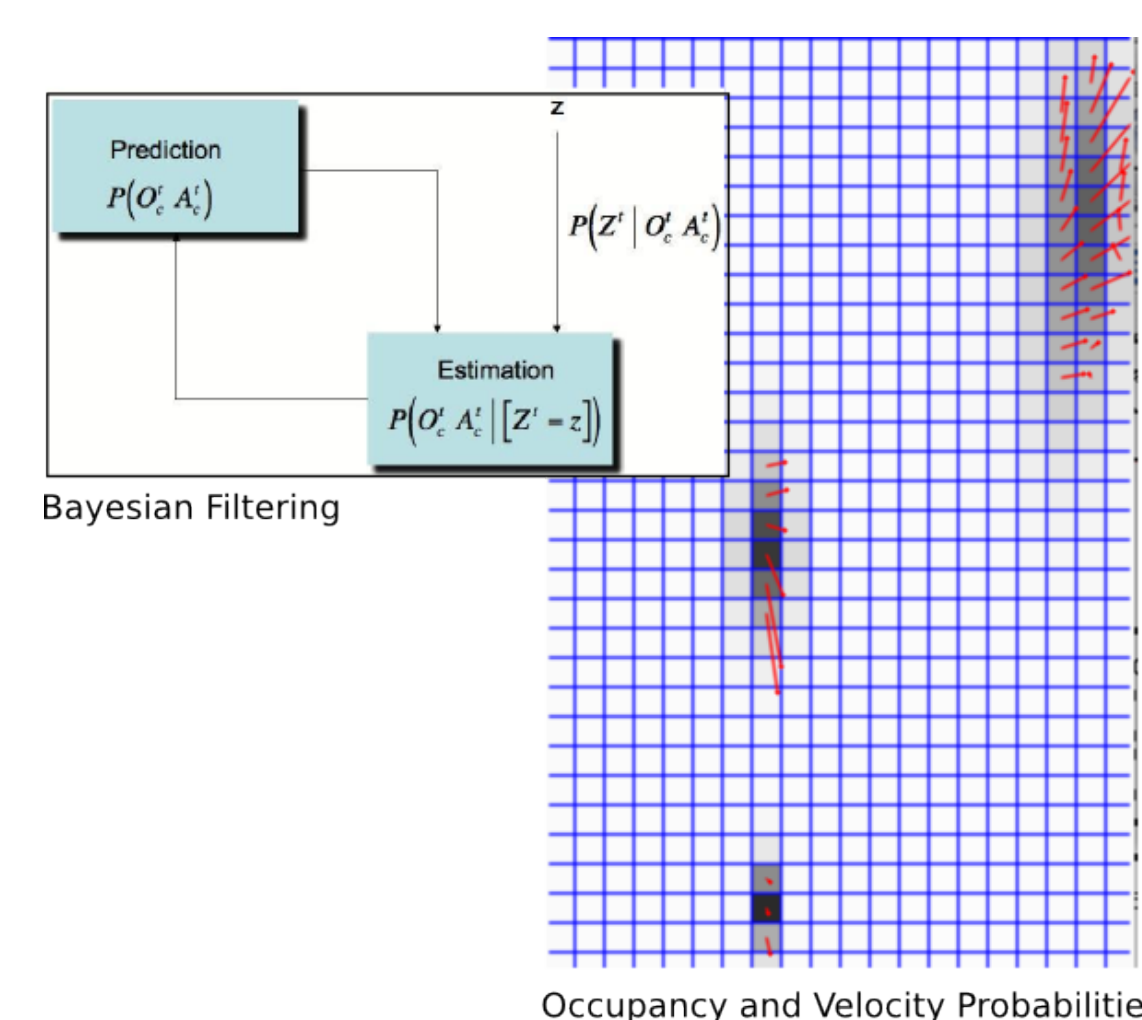 z
Prediction
P(O_c^t A_c^t)
P(Z^t | O_c^t A_c^t)
Estimation
P(O_c^t A_c^t | [Z^t = z])
Bayesian Filtering
Occupancy and Velocity Probabilitie